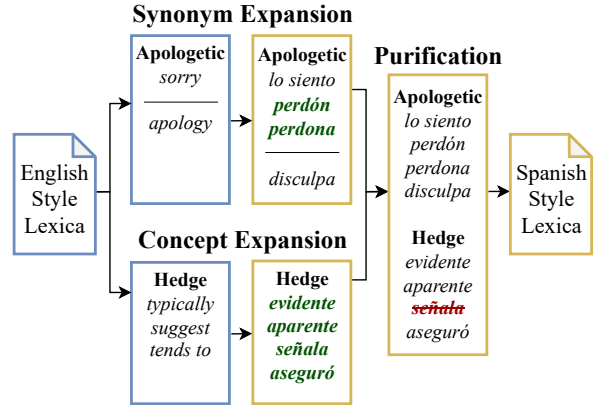 Synonym Expansion
Apologetic
sorry
apology
Apologetic
lo siento
perdón
perdona
disculpa
English
Style
Lexica
Concept Expansion
Hedge
typically
suggest
tends to
Hedge
evidente
aparente
señala
aseguró
Purification
Apologetic
lo siento
perdón
perdona
disculpa
Hedge
evidente
aparente
señala
aseguró
Spanish
Style
Lexica